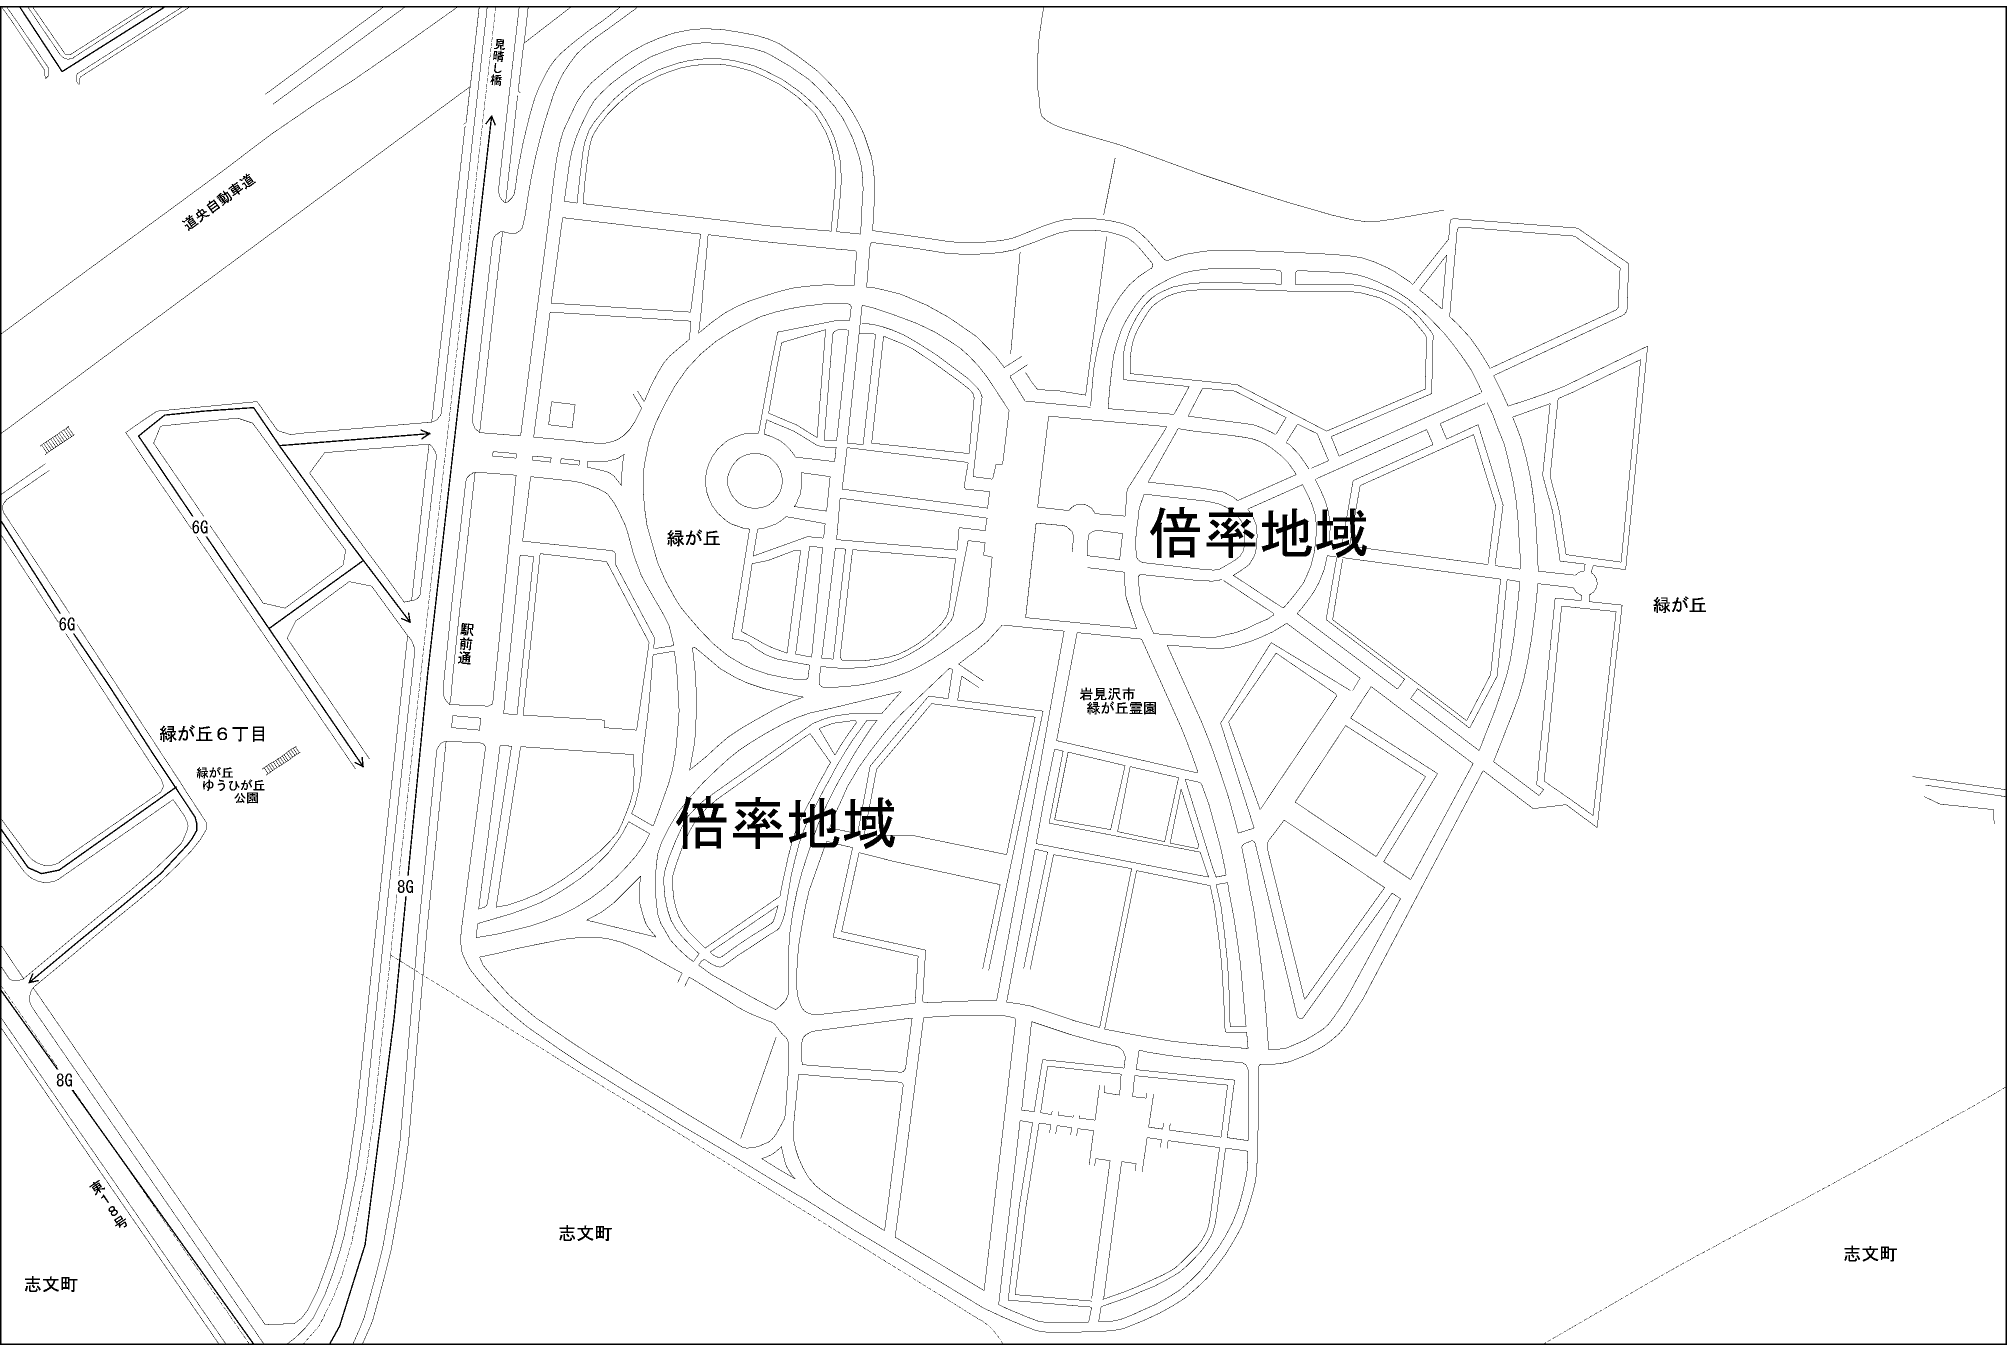 見晴し橋
道央自動車道
6G
倍率地域
緑が丘
緑が丘
6G
駅前通
岩見沢市
緑が丘霊園
緑が丘６丁目
緑が丘
ゆうひが丘
公園
倍率地域
8G
8G
東１８号
志文町
志文町
志文町